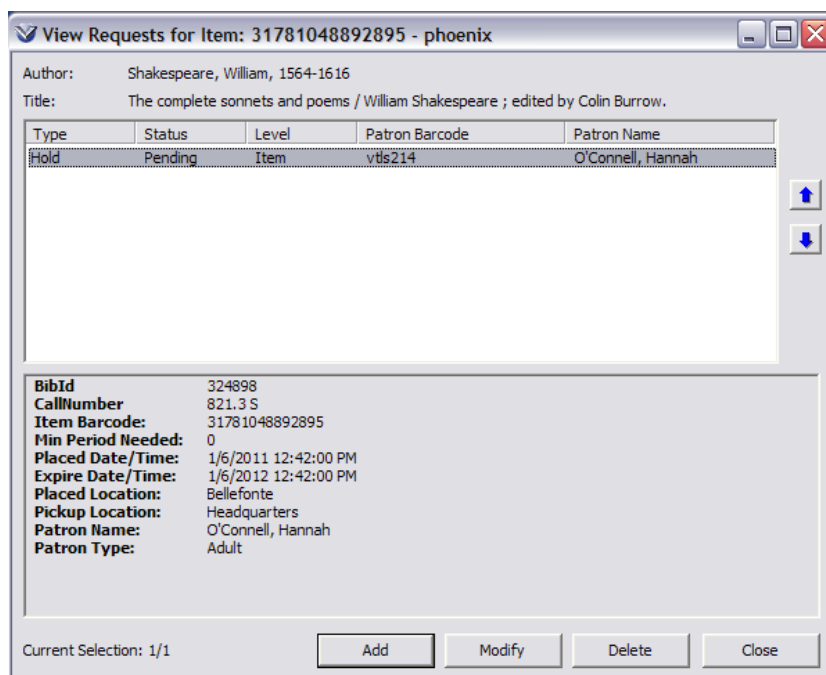 View Requests for Item: 31781048892895 - phoenix
Author: Shakespeare, William, 1564-1616
Title: The complete sonnets and poems / William Shakespeare ; edited by Colin Burrow.
Type Status Level Patron Barcode Patron Name
Hold Pending Item vtls214 O'Connell, Hannah
BibId 324898
CallNumber 821.3 S
Item Barcode: 31781048892895
Min Period Needed: 0
Placed Date/Time: 1/6/2011 12:42:00 PM
Expire Date/Time: 1/6/2012 12:42:00 PM
Placed Location: Bellefonte
Pickup Location: Headquarters
Patron Name: O'Connell, Hannah
Patron Type: Adult
Current Selection: 1/1 Add Modify Delete Close